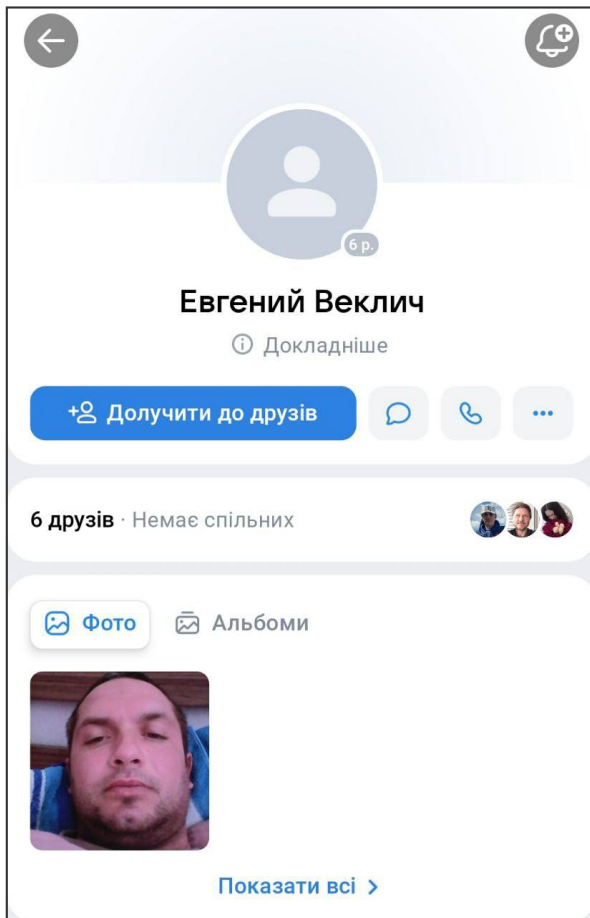 6 р.
Евгений Веклич
Докладніше
Долучити до друзів
6 друзів · Немає спільних
Фото Альбоми
Показати всі